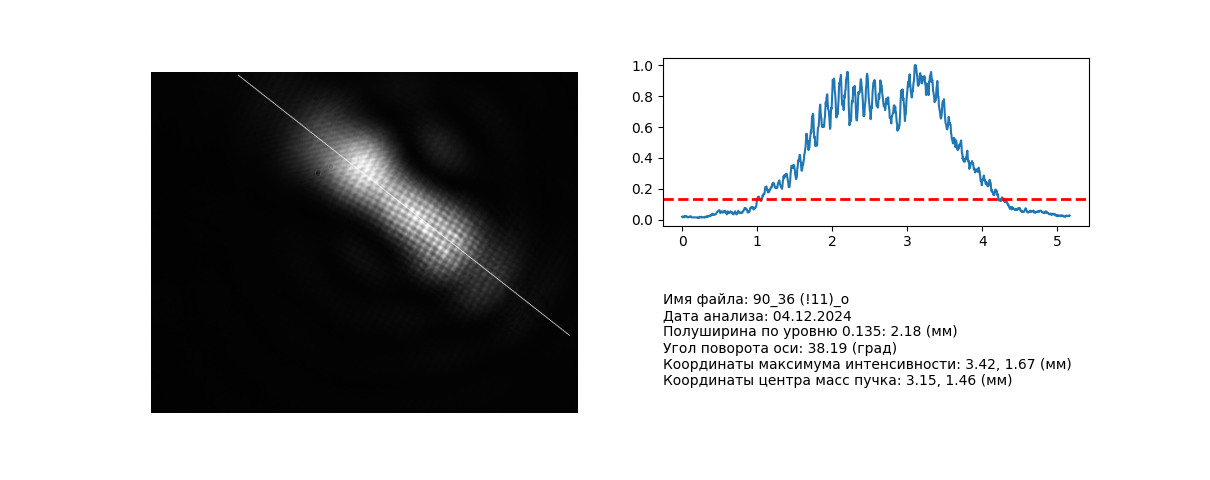 1.0
0.8
0.6
0.4
0.2
0.0
0 1 2 3 4 5
Имя файла: 90_36 (!11)_o
Дата анализа: 04.12.2024
Полуширина по уровню 0.135: 2.18 (мм)
Угол поворота оси: 38.19 (град)
Координаты максимума интенсивности: 3.42, 1.67 (мм)
Координаты центра масс пучка: 3.15, 1.46 (мм)